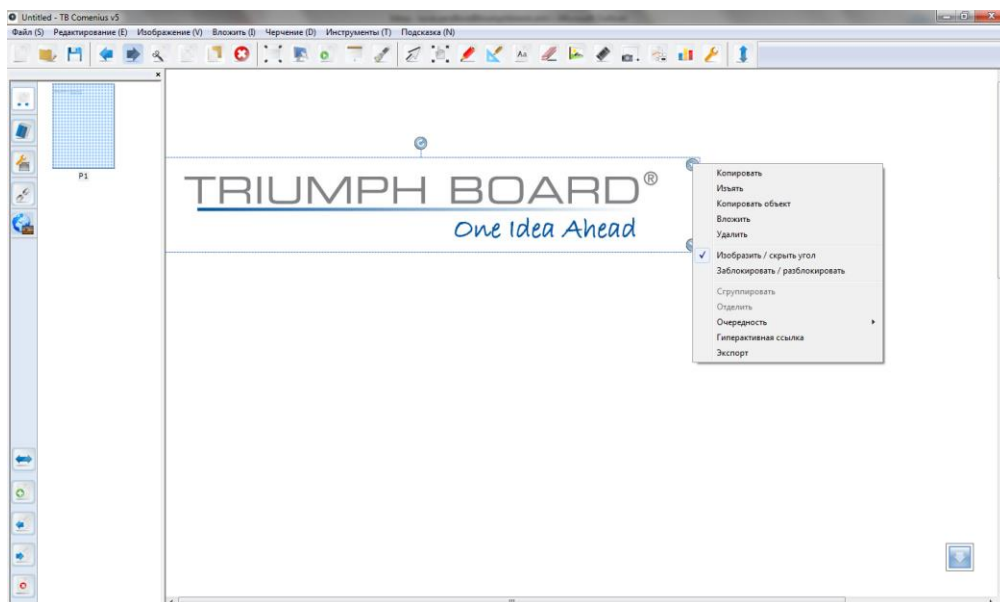 Untitled - TB Comenius v5
Файл (S) Редактирование (E) Изображение (V) Вложить (I) Черчение (D) Инструменты (T) Подсказка (N)
P1
TRIUMPH BOARD®
One Idea Ahead
Копировать
Изъять
Копировать объект
Вложить
Удалить
Изобразить / скрыть угол
Заблокировать / разблокировать
Сгруппировать
Отделить
Очередность
Гиперактивная ссылка
Экспорт